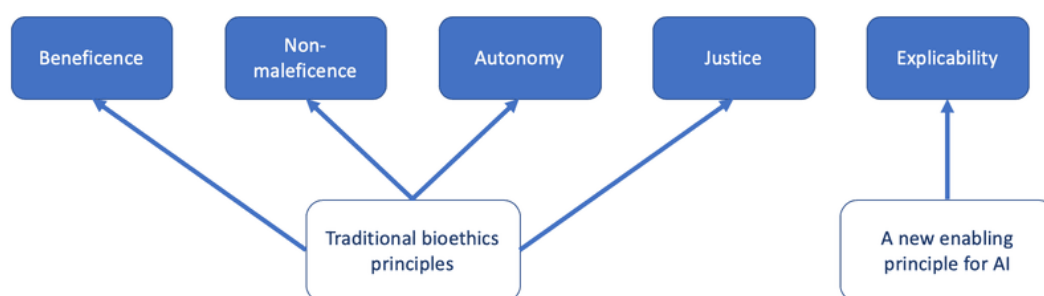 Beneficence
Non-
maleficence
Autonomy
Justice
Explicability
Traditional bioethics
principles
A new enabling
principle for AI